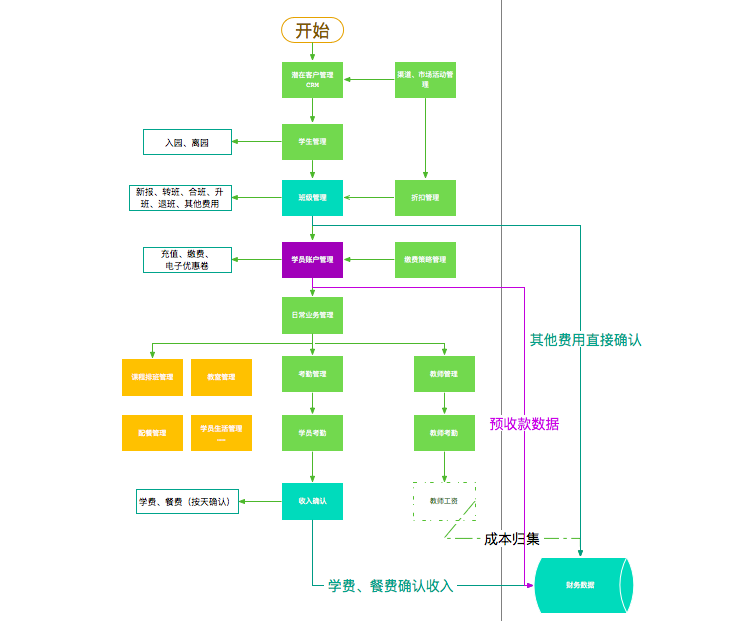 开始
潜在客户管理
CRM
渠道、市场活动管
理
入园、离园
学生管理
新报、转班、合班、升
班、退班、其他费用
班级管理
折扣管理
充值、缴费、
电子优惠卷
学员账户管理
缴费策略管理
日常业务管理
其他费用直接确认
课程排班管理
教室管理
考勤管理
教师管理
预收款数据
配餐管理
学员生活管理
……
学员考勤
教师考勤
学费、餐费（按天确认）
收入确认
教师工资
成本归集
学费、餐费确认收入
财务数据